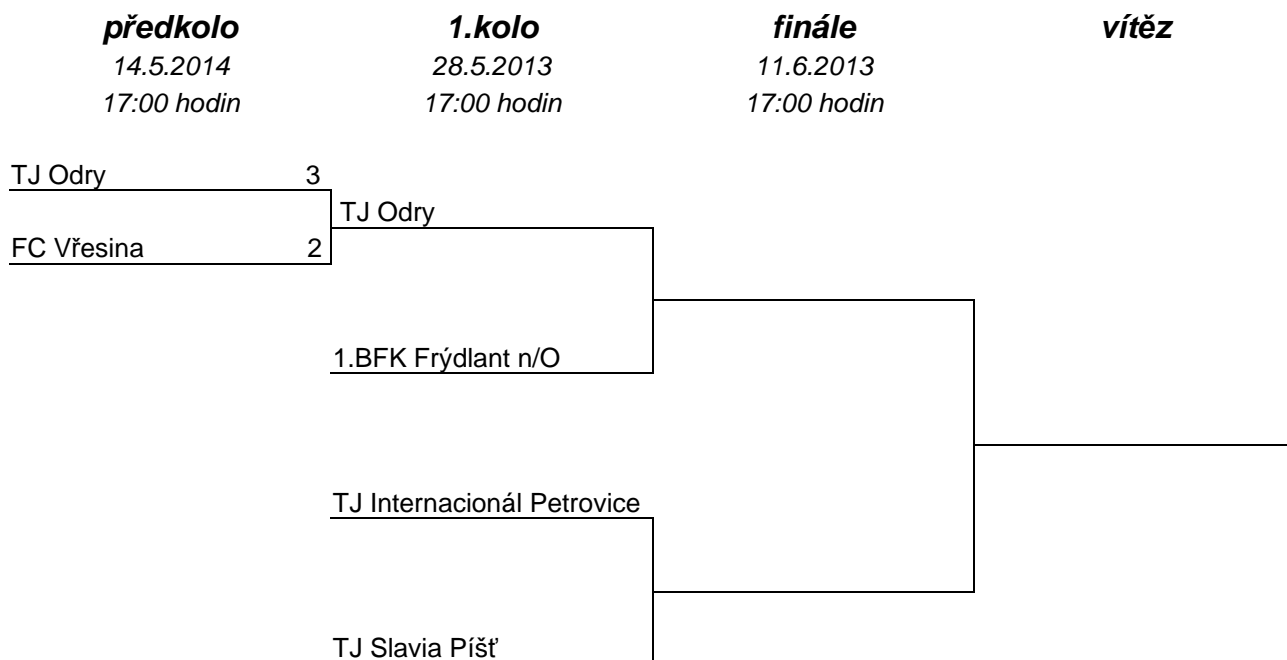 předkolo 1.kolo finále vítěz
14.5.2014 28.5.2013 11.6.2013
17:00 hodin 17:00 hodin 17:00 hodin
TJ Odry 3
TJ Odry
FC Vřesina 2
1.BFK Frýdlant n/O
TJ Internacionál Petrovice
TJ Slavia Píšť